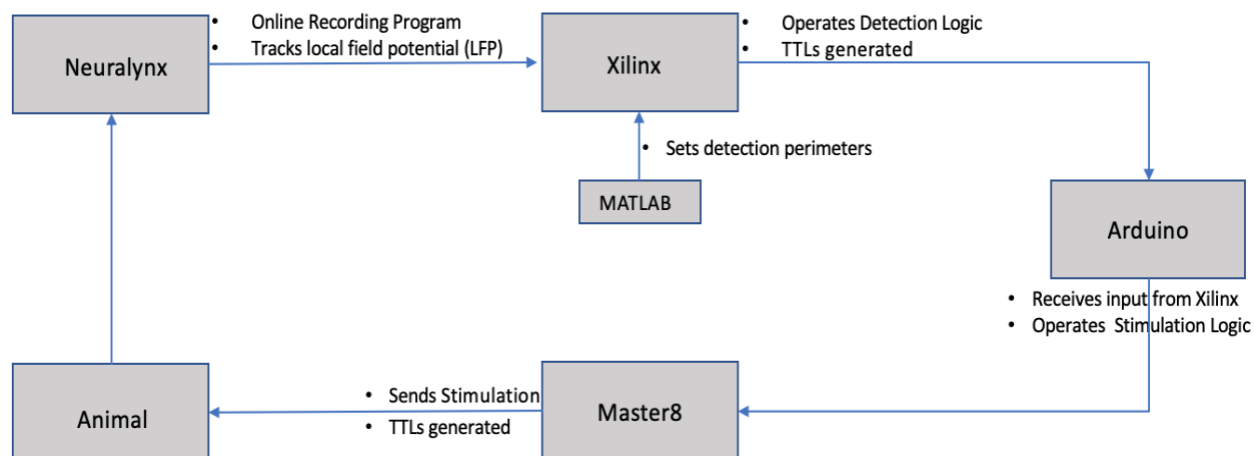 • Online Recording Program
• Tracks local field potential (LFP)
• Operates Detection Logic
• TTLs generated
Neuralynx
Xilinx
• Sets detection perimeters
MATLAB
Arduino
• Receives input from Xilinx
• Operates Stimulation Logic
• Sends Stimulation
• TTLs generated
Master8
Animal